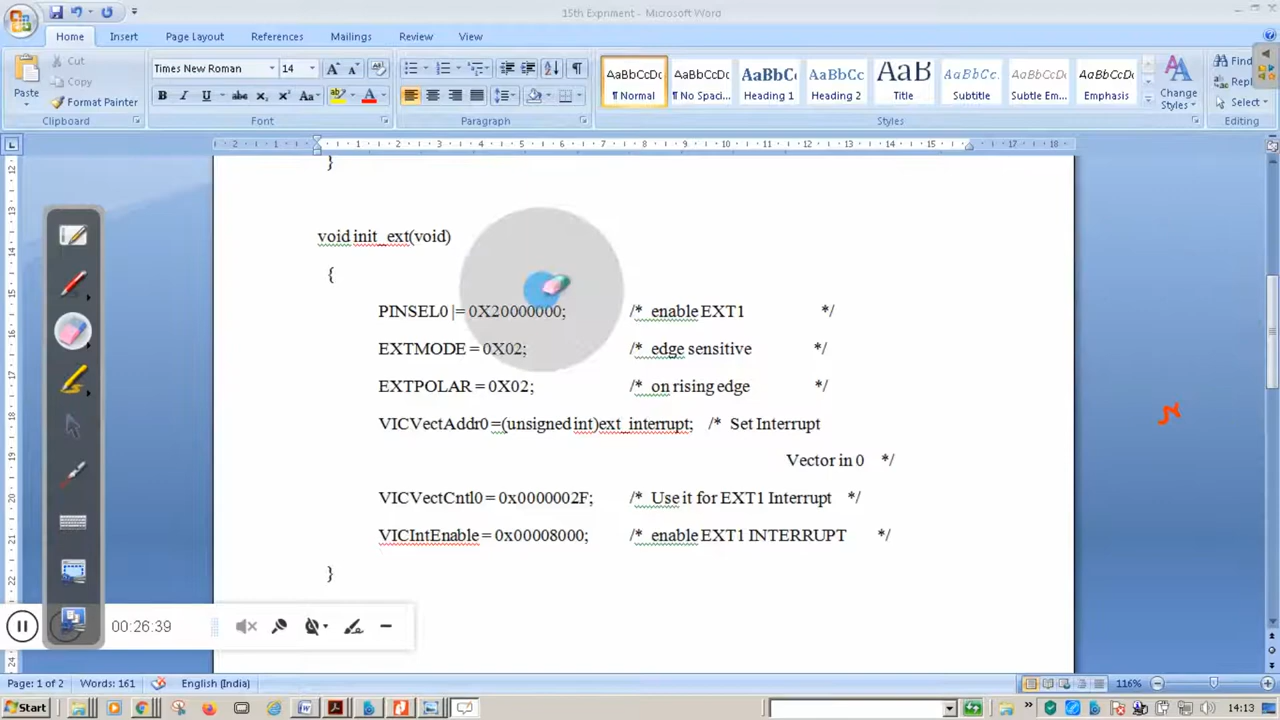 15th Expriment - Microsoft Word
Home Insert Page Layout References Mailings Review View
Cut
Copy
Format Painter
Paste
Times New Roman 14
AaBbCcDc AaBbCcDc AaBbCc AaBbCc AaB AaBbCc. AaBbCcDc AaBbCcDc
¶ Normal ¶ No Spaci... Heading 1 Heading 2 Title Subtitle Subtle Em... Emphasis
Change Styles
Find
Repl
Select
Clipboard Font Paragraph Styles Editing
}
void init_ext(void)
{
PINSEL0 |= 0X20000000; /* enable EXT1 */
EXTMODE = 0X02; /* edge sensitive */
EXTPOLAR = 0X02; /* on rising edge */
VICVectAddr0 =(unsigned int)ext_interrupt; /* Set Interrupt
Vector in 0 */
VICVectCntl0 = 0x0000002F; /* Use it for EXT1 Interrupt */
VICIntEnable = 0x00008000; /* enable EXT1 INTERRUPT */
}
00:26:39
Page: 1 of 2 Words: 161 English (India) 116%
Start 14:13